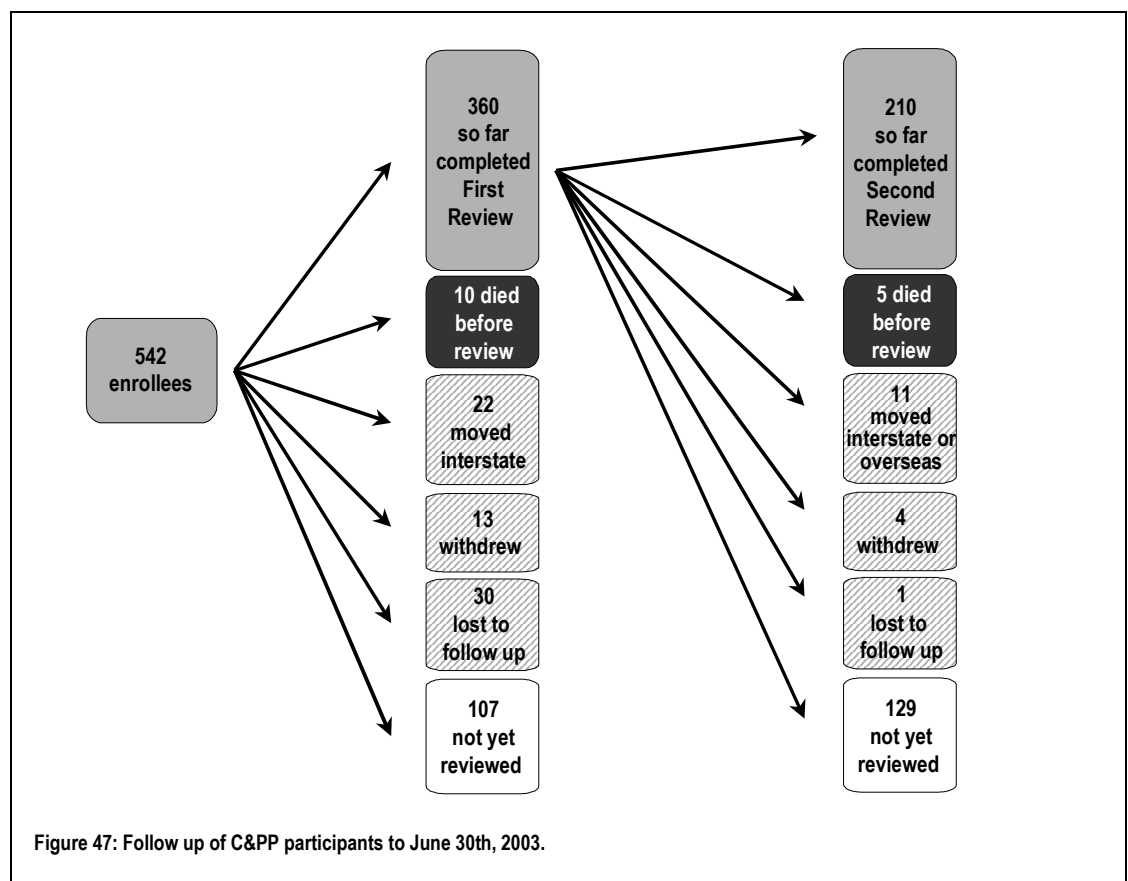 542
enrollees
360
so far
completed
First
Review
10 died
before
review
22
moved
interstate
13
withdrew
30
lost to
follow up
107
not yet
reviewed
210
so far
completed
Second
Review
5 died
before
review
11
moved
interstate or
overseas
4
withdrew
1
lost to
follow up
129
not yet
reviewed
Figure 47: Follow up of C&PP participants to June 30th, 2003.